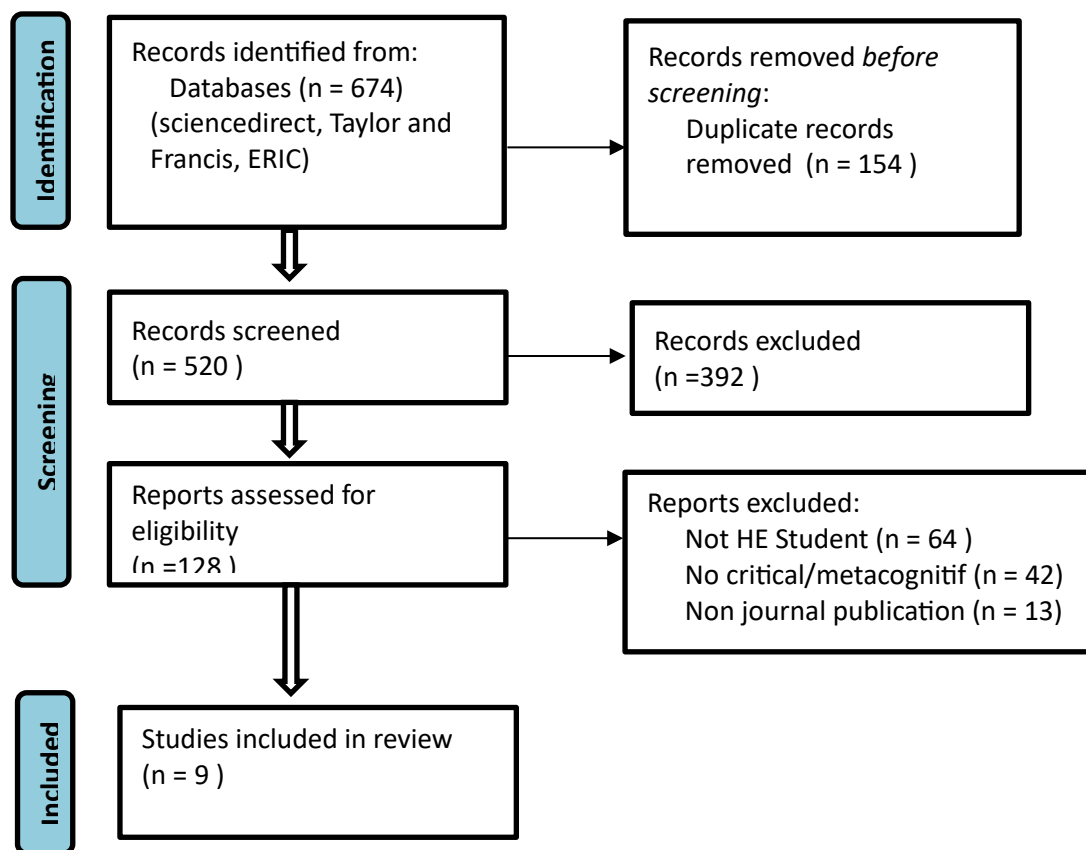 Identification
Records identified from:
Databases (n = 674)
(sciencedirect, Taylor and
Francis, ERIC)
Records removed before
screening:
Duplicate records
removed (n = 154 )
Screening
Records screened
(n = 520 )
Records excluded
(n =392 )
Reports assessed for
eligibility
(n =128 )
Reports excluded:
Not HE Student (n = 64 )
No critical/metacognitif (n = 42)
Non journal publication (n = 13)
Included
Studies included in review
(n = 9 )